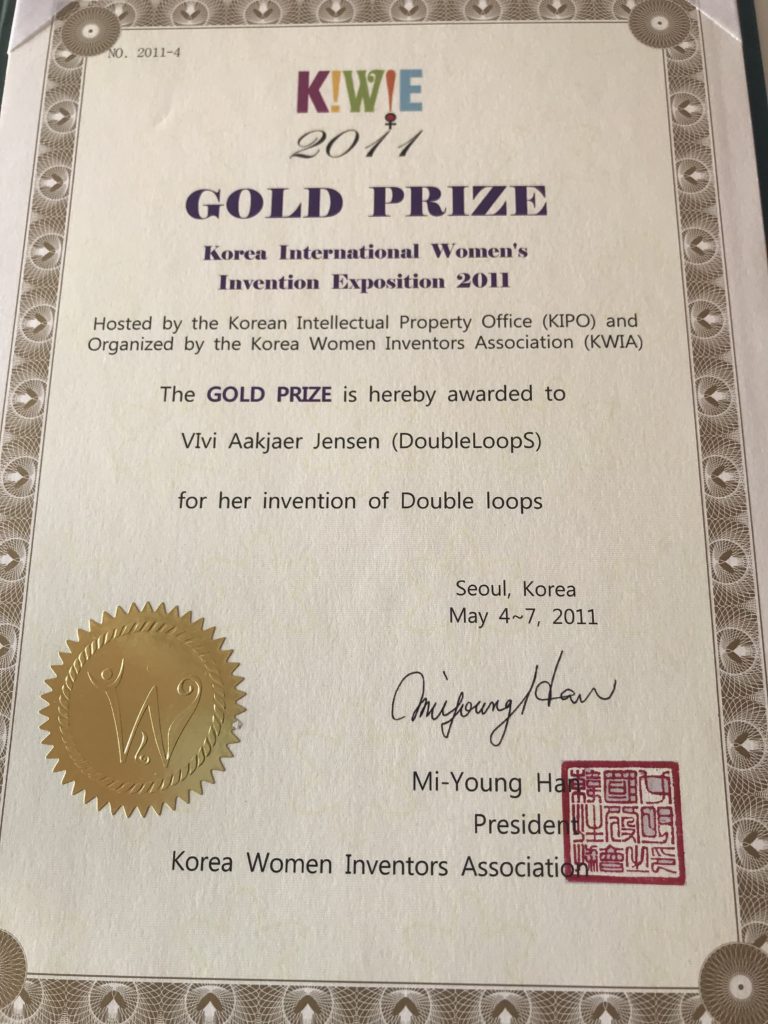 NO. 2011-4
K!W!E
2011
GOLD PRIZE
Korea International Women's
Invention Exposition 2011
Hosted by the Korean Intellectual Property Office (KIPO) and
Organized by the Korea Women Inventors Association (KWIA)
The GOLD PRIZE is hereby awarded to
VIvi Aakjaer Jensen (DoubleLoopS)
for her invention of Double loops
Seoul, Korea
May 4~7, 2011
Miyoung Han
Mi-Young Han
President
Korea Women Inventors Association